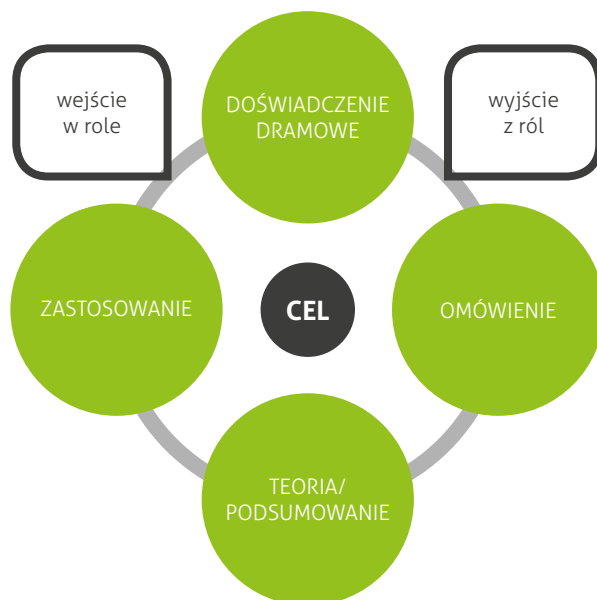 wejście
w role
DOŚWIADCZENIE
DRAMOWE
wyjście
z ról
ZASTOSOWANIE
CEL
OMÓWIENIE
TEORIA/
PODSUMOWANIE